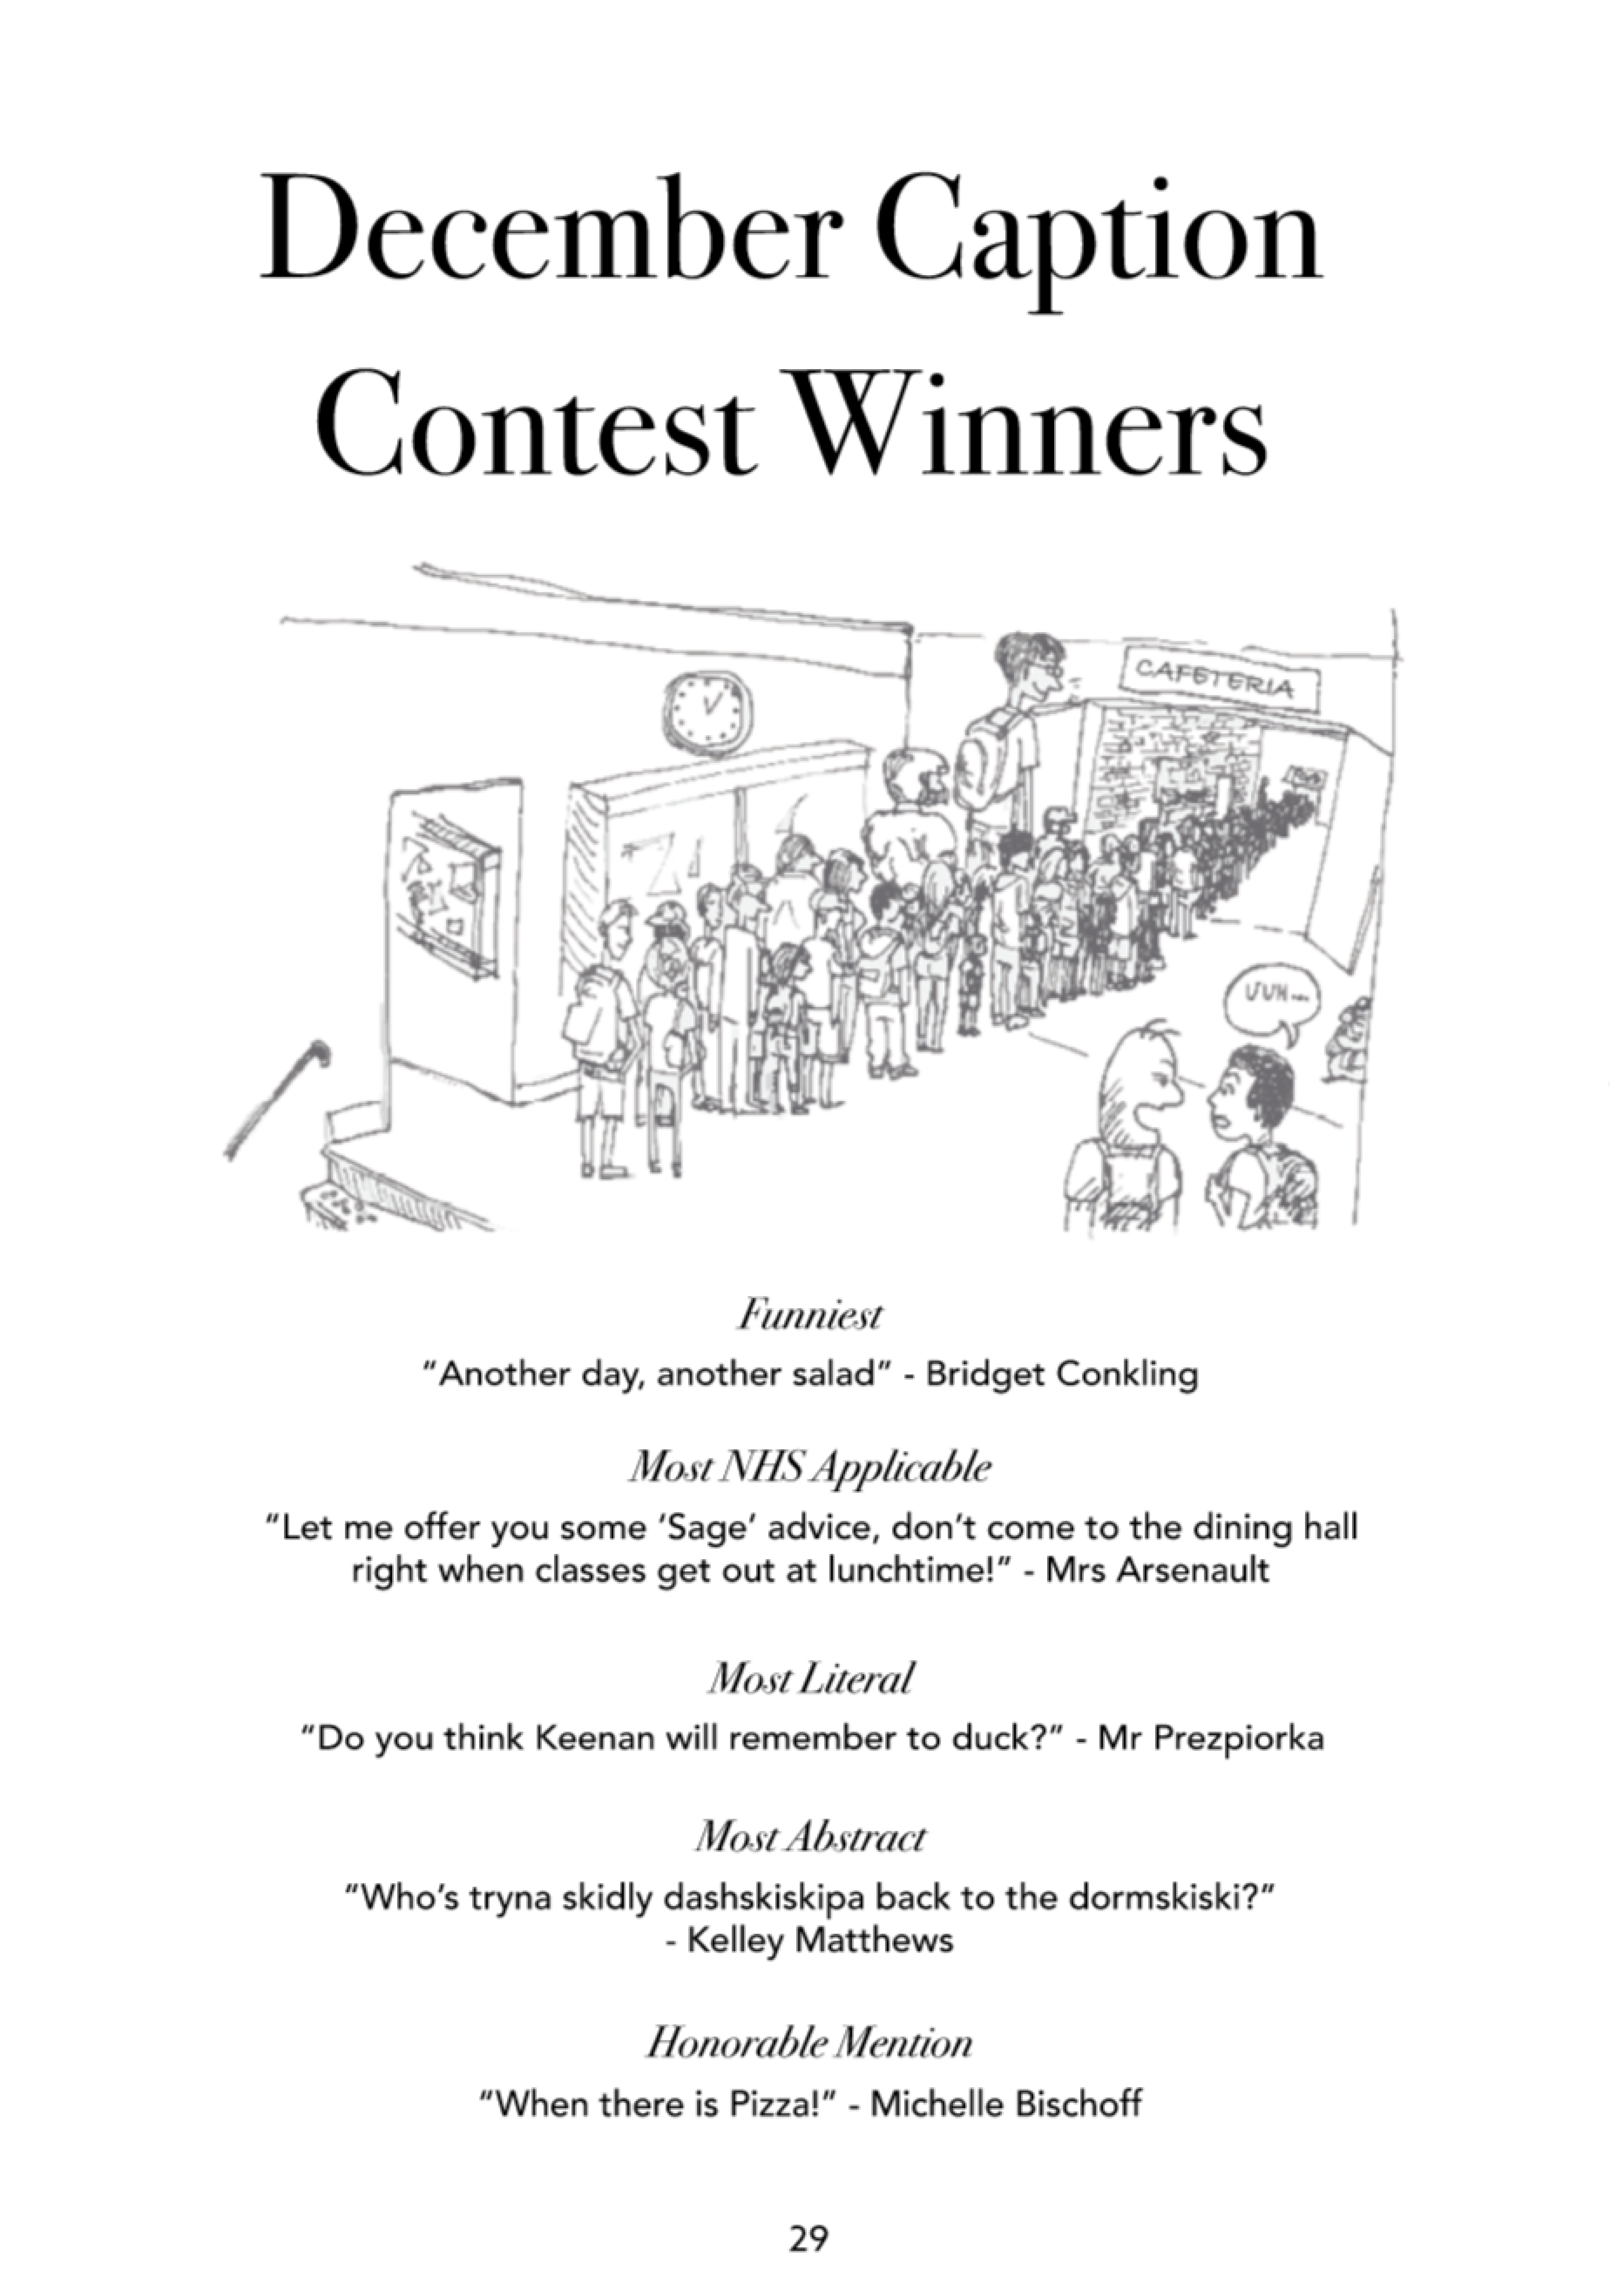 December Caption
Contest Winners
CAFETERIA
UUH...
Funniest
“Another day, another salad” - Bridget Conkling
Most NHS Applicable
“Let me offer you some ‘Sage’ advice, don’t come to the dining hall
right when classes get out at lunchtime!” - Mrs Arsenault
Most Literal
“Do you think Keenan will remember to duck?” - Mr Prezpiorka
Most Abstract
“Who’s tryna skidly dashskiskipa back to the dormskiski?”
- Kelley Matthews
Honorable Mention
“When there is Pizza!” - Michelle Bischoff
29